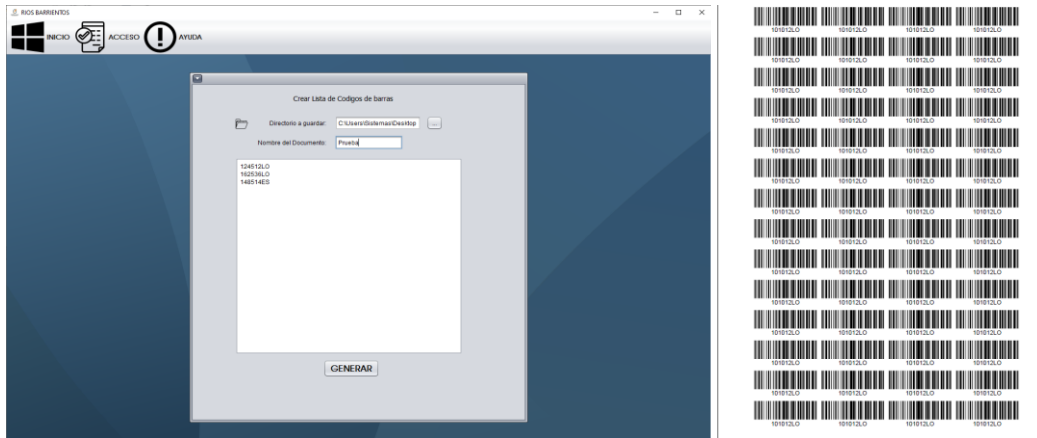 RIOS BARRIENTOS
INICIO ACCESO AYUDA
Crear Lista de Codigos de barras
Directorio a guardar: C:\Users\Sistemas\Desktop ...
Nombre del Documento: Prueba
124512LO
162536LO
148514ES
GENERAR
101012LO 101012LO 101012LO 101012LO
101012LO 101012LO 101012LO 101012LO
101012LO 101012LO 101012LO 101012LO
101012LO 101012LO 101012LO 101012LO
101012LO 101012LO 101012LO 101012LO
101012LO 101012LO 101012LO 101012LO
101012LO 101012LO 101012LO 101012LO
101012LO 101012LO 101012LO 101012LO
101012LO 101012LO 101012LO 101012LO
101012LO 101012LO 101012LO 101012LO
101012LO 101012LO 101012LO 101012LO
101012LO 101012LO 101012LO 101012LO
101012LO 101012LO 101012LO 101012LO
101012LO 101012LO 101012LO 101012LO